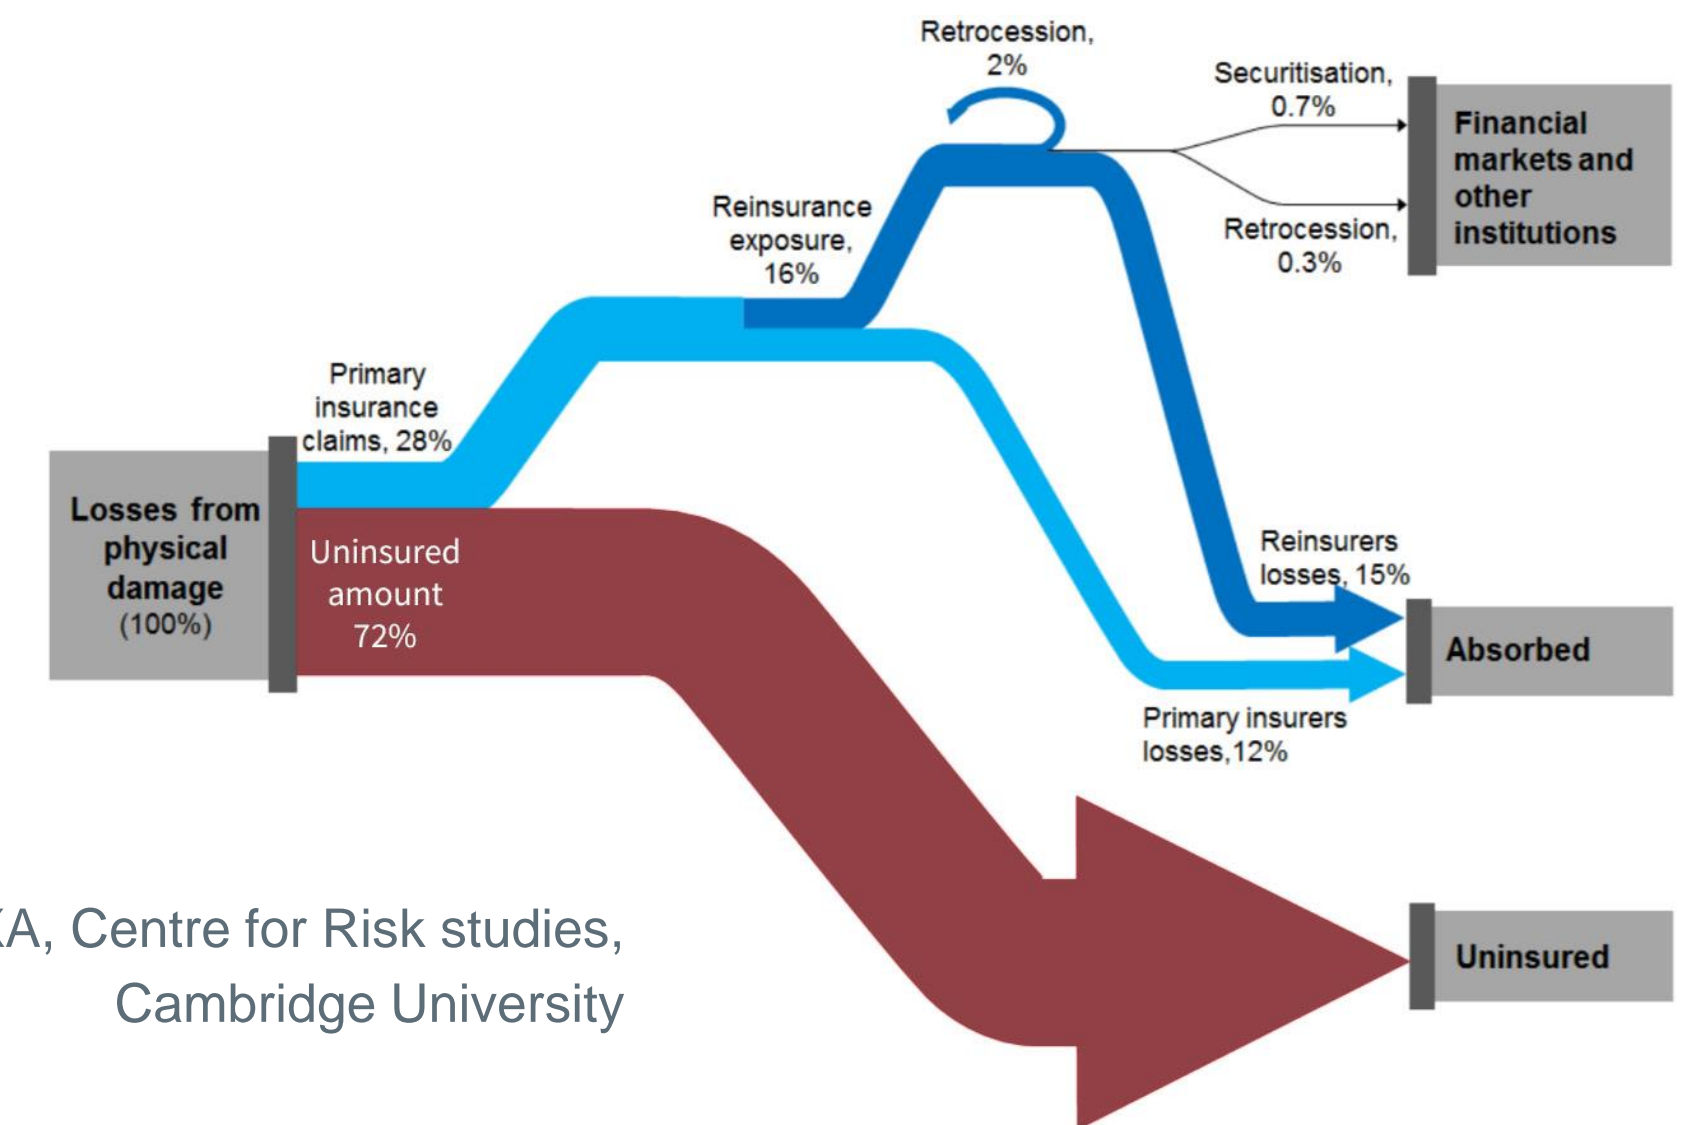 Retrocession,
2%
Securitisation,
0.7%
Financial
markets and
other
institutions
Reinsurance
exposure,
16%
Retrocession,
0.3%
Primary
insurance
claims, 28%
Losses from
physical
damage
(100%)
Uninsured
amount
72%
Reinsurers
losses, 15%
Absorbed
Primary insurers
losses,12%
Centre for Risk studies,
Cambridge University
Uninsured